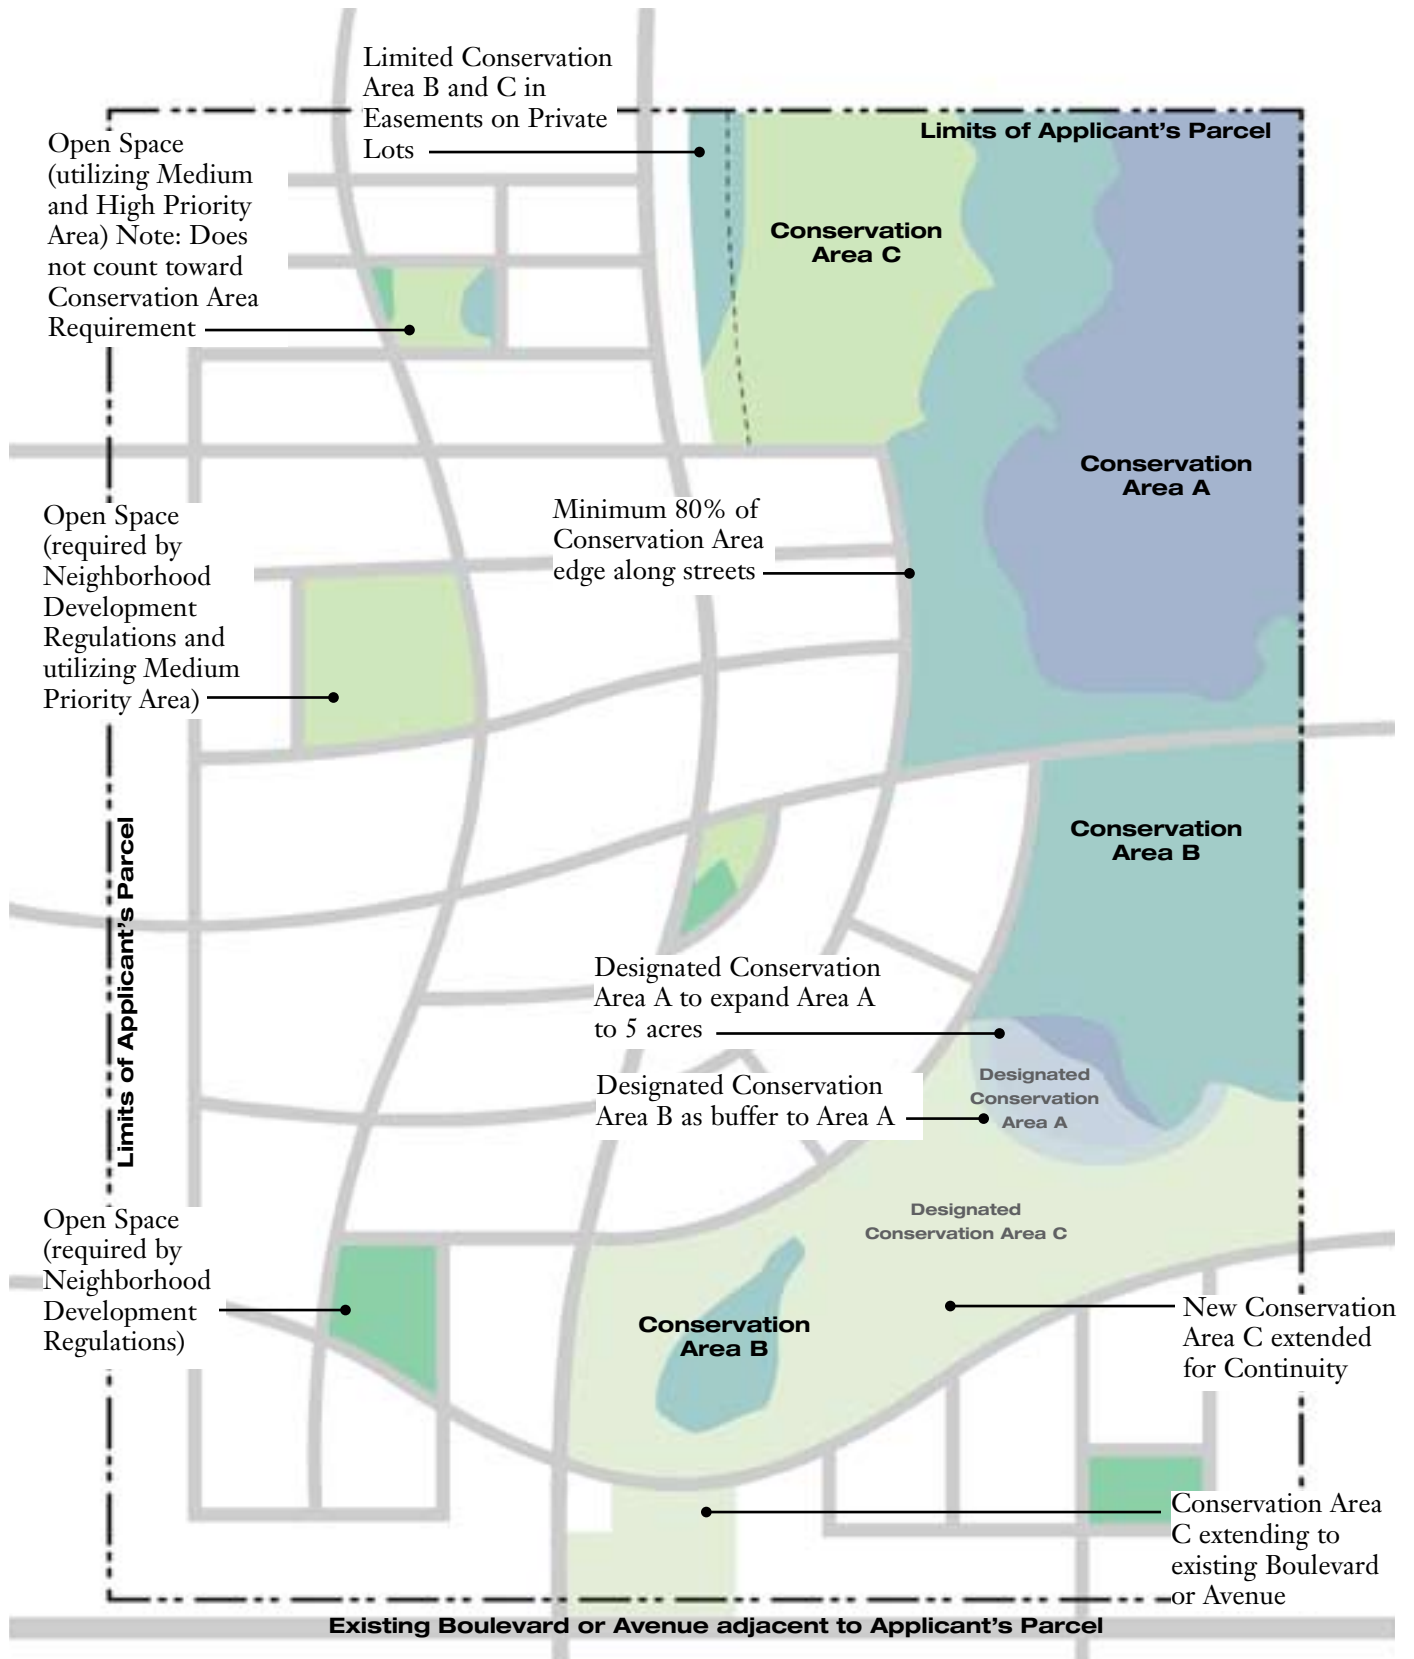 Limited Conservation
Area B and C in
Easements on Private
Lots
Limits of Applicant's Parcel
Open Space
(utilizing Medium
and High Priority
Area) Note: Does
not count toward
Conservation Area
Requirement
Conservation
Area C
Conservation
Area A
Minimum 80% of
Conservation Area
edge along streets
Open Space
(required by
Neighborhood
Development
Regulations and
utilizing Medium
Priority Area)
Limits of Applicant's Parcel
Conservation
Area B
Designated Conservation
Area A to expand Area A
to 5 acres
Designated
Conservation
Area A
Designated Conservation
Area B as buffer to Area A
Designated
Conservation Area C
Open Space
(required by
Neighborhood
Development
Regulations)
Conservation
Area B
New Conservation
Area C extended
for Continuity
Conservation Area
C extending to
existing Boulevard
or Avenue
Existing Boulevard or Avenue adjacent to Applicant's Parcel